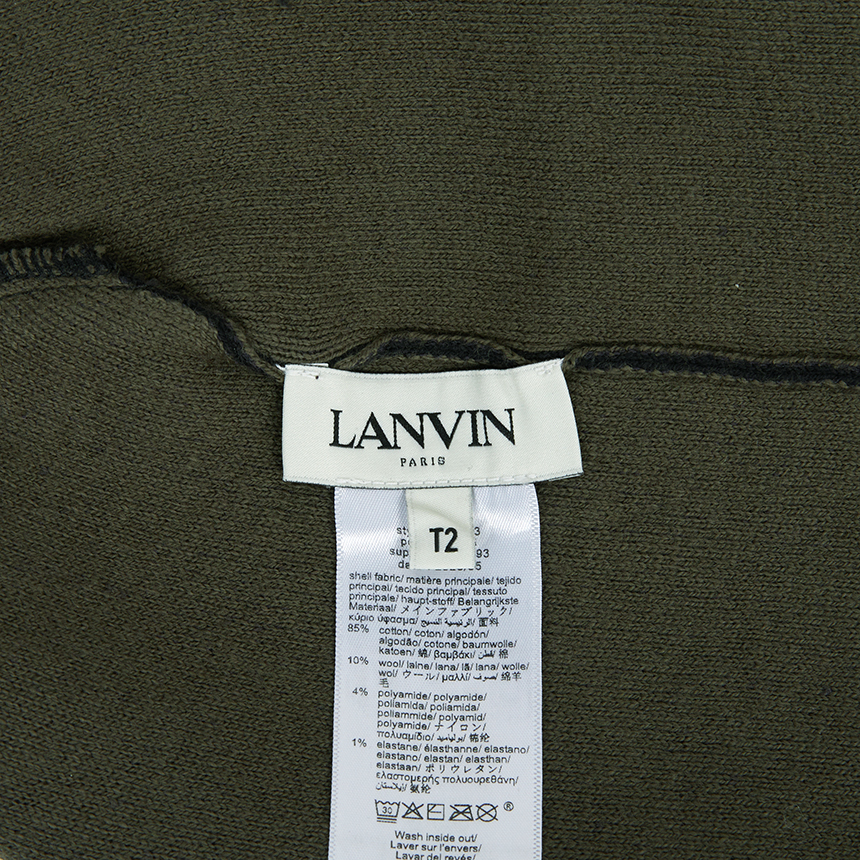 LANVIN
PARIS
T2
shell fabric/ matière principale/ tejido
principal/ tecido principal/ tessuto
principale/ haupt-stoff/ Belangrijkste
Materiaal/ メインファブリック/
κύριο ύφασμα/ الرئيسية النسيج/ 面料
85% cotton/ coton/ algodón/
algodão/ cotone/ baumwolle/
katoen/ 綿/ βαμβάκι/ قطن/ 棉
10% wool/ laine/ lana/ lã/ lana/ wolle/
wol/ ウール/ μαλλί/ صوف/ 绵羊
毛
4% polyamide/ polyamide/
poliamida/ poliamida/
poliammide/ polyamid/
polyamide/ ナイロン/
πολυαμίδιο/ بولياميد/ 锦纶
1% elastane/ élasthanne/ elastano/
elastano/ elastan/ elasthan/
elastaan/ ポリウレタン/
ελαστομερής πολυουρεθάνη/
إيلاستان/ 氨纶
30 ®
Wash inside out/
Laver sur l'envers/
Lavar del revés/